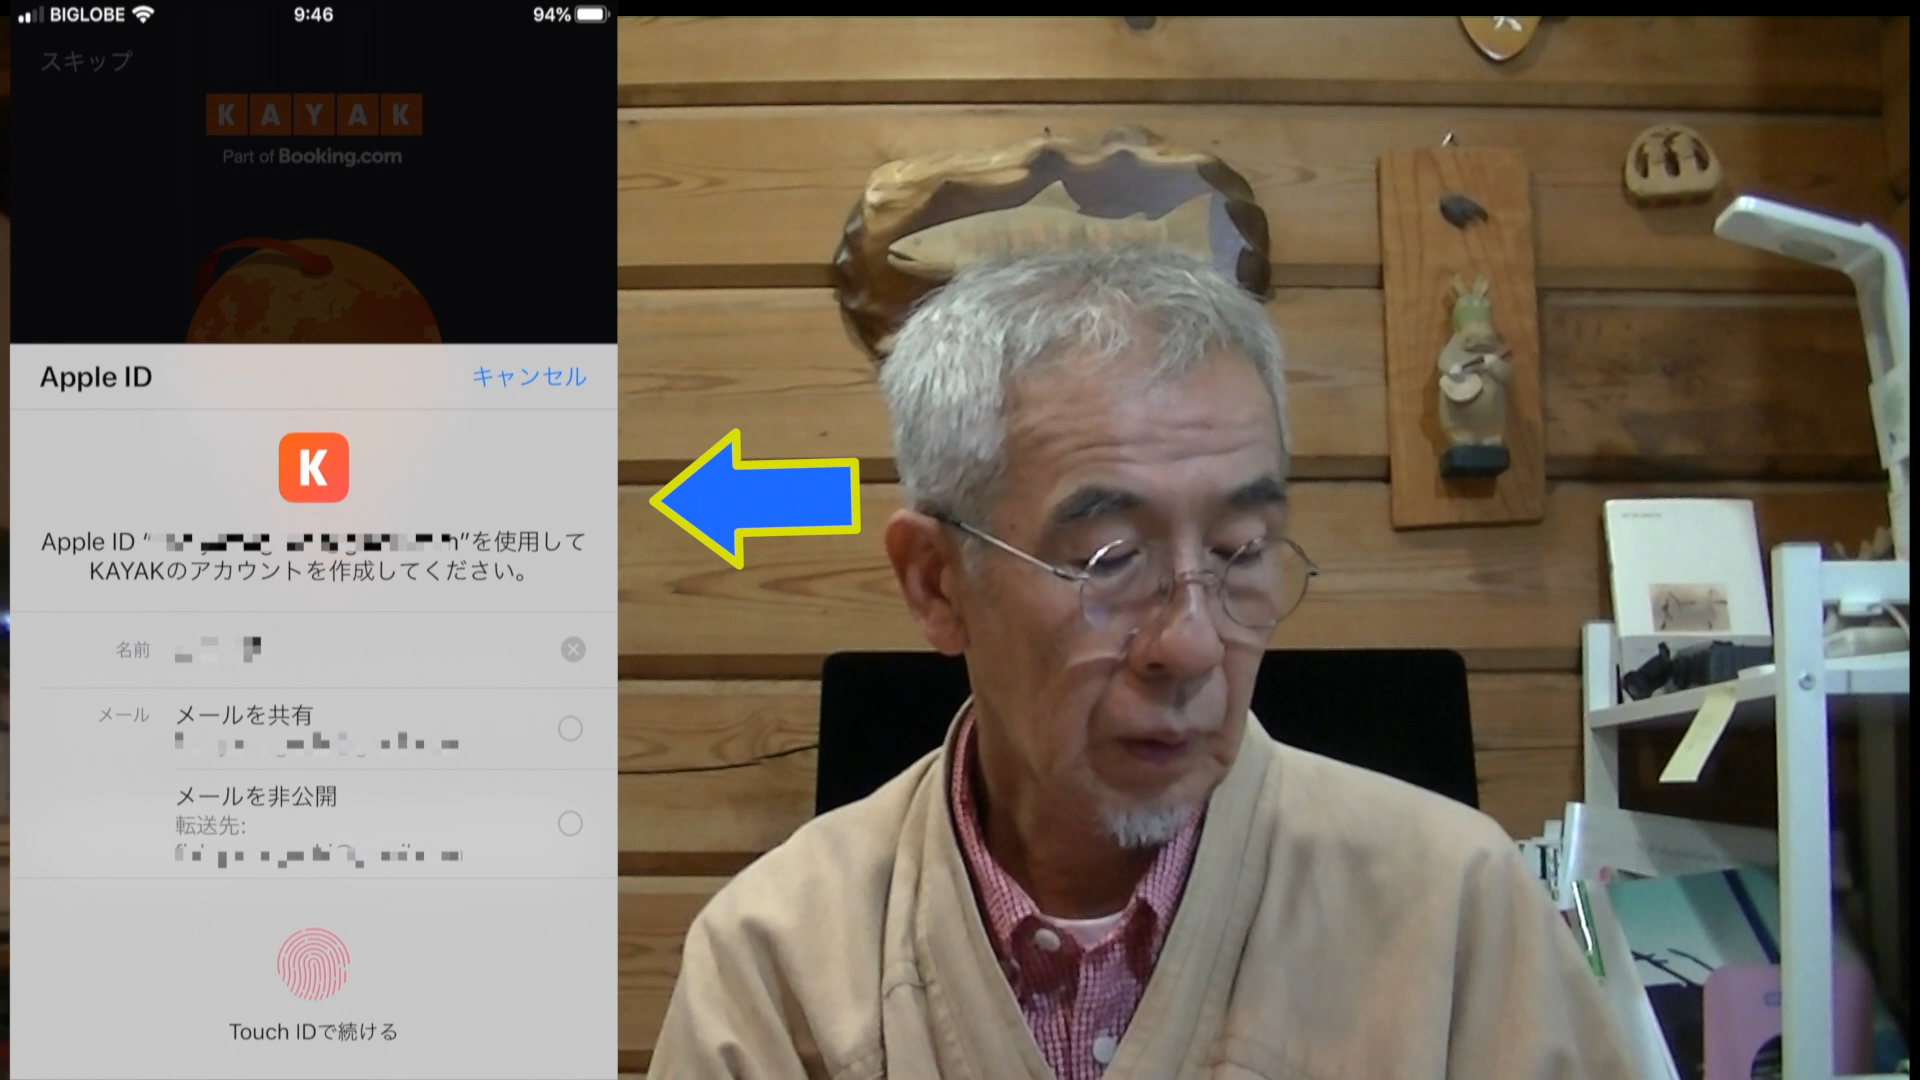 BIGLOBE 9:46 94%
スキップ
KAYAK
Part of Booking.com
Apple ID キャンセル
K
Apple ID “ ”を使用して
KAYAKのアカウントを作成してください。
名前
メール メールを共有
メールを非公開
転送先:
Touch IDで続ける